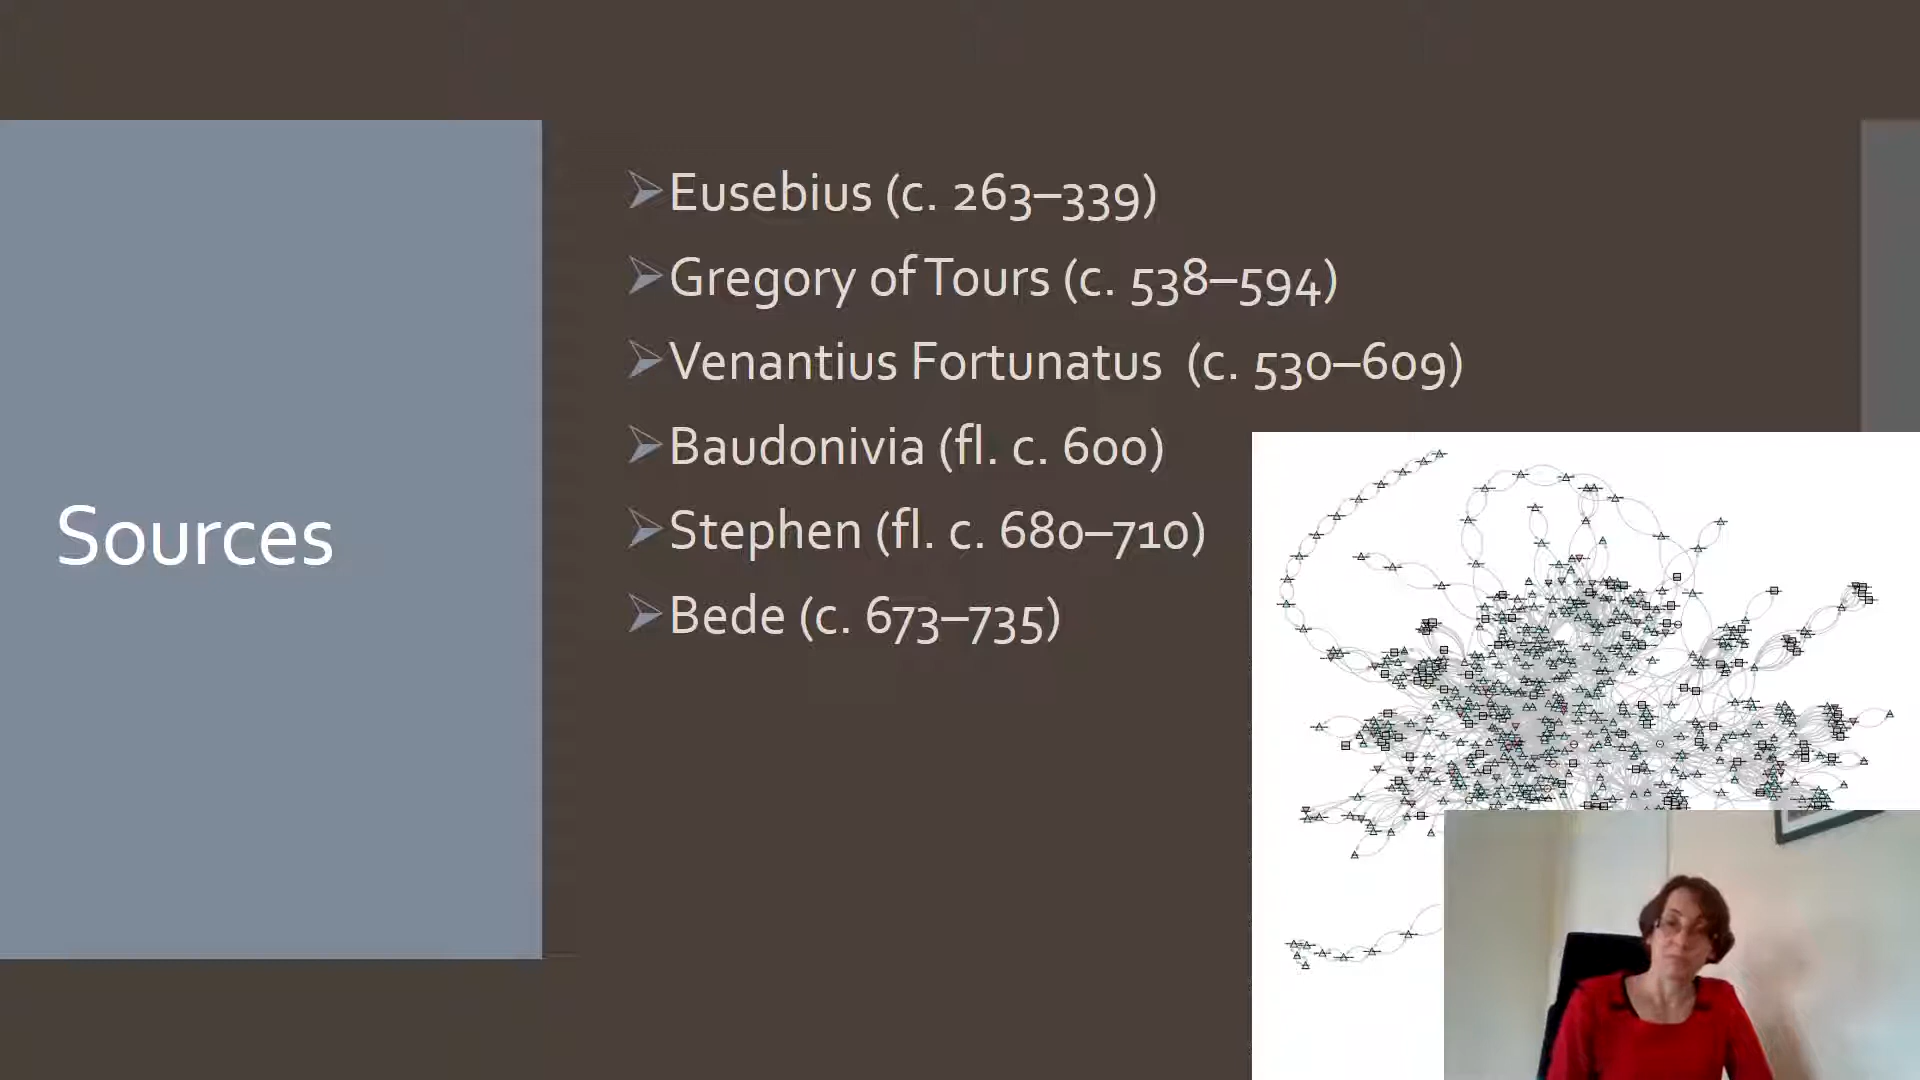 Sources
Eusebius (c. 263–339)
Gregory of Tours (c. 538–594)
Venantius Fortunatus (c. 530–609)
Baudonivia (fl. c. 600)
Stephen (fl. c. 680–710)
Bede (c. 673–735)